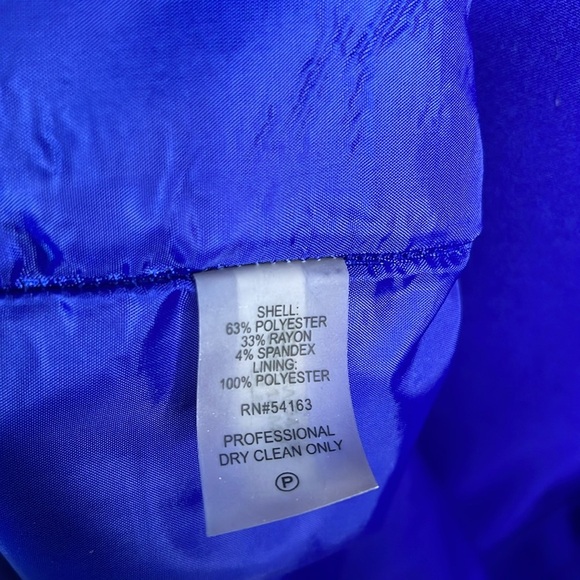 SHELL:
63% POLYESTER
33% RAYON
4% SPANDEX
LINING:
100% POLYESTER
RN#54163
PROFESSIONAL
DRY CLEAN ONLY
P